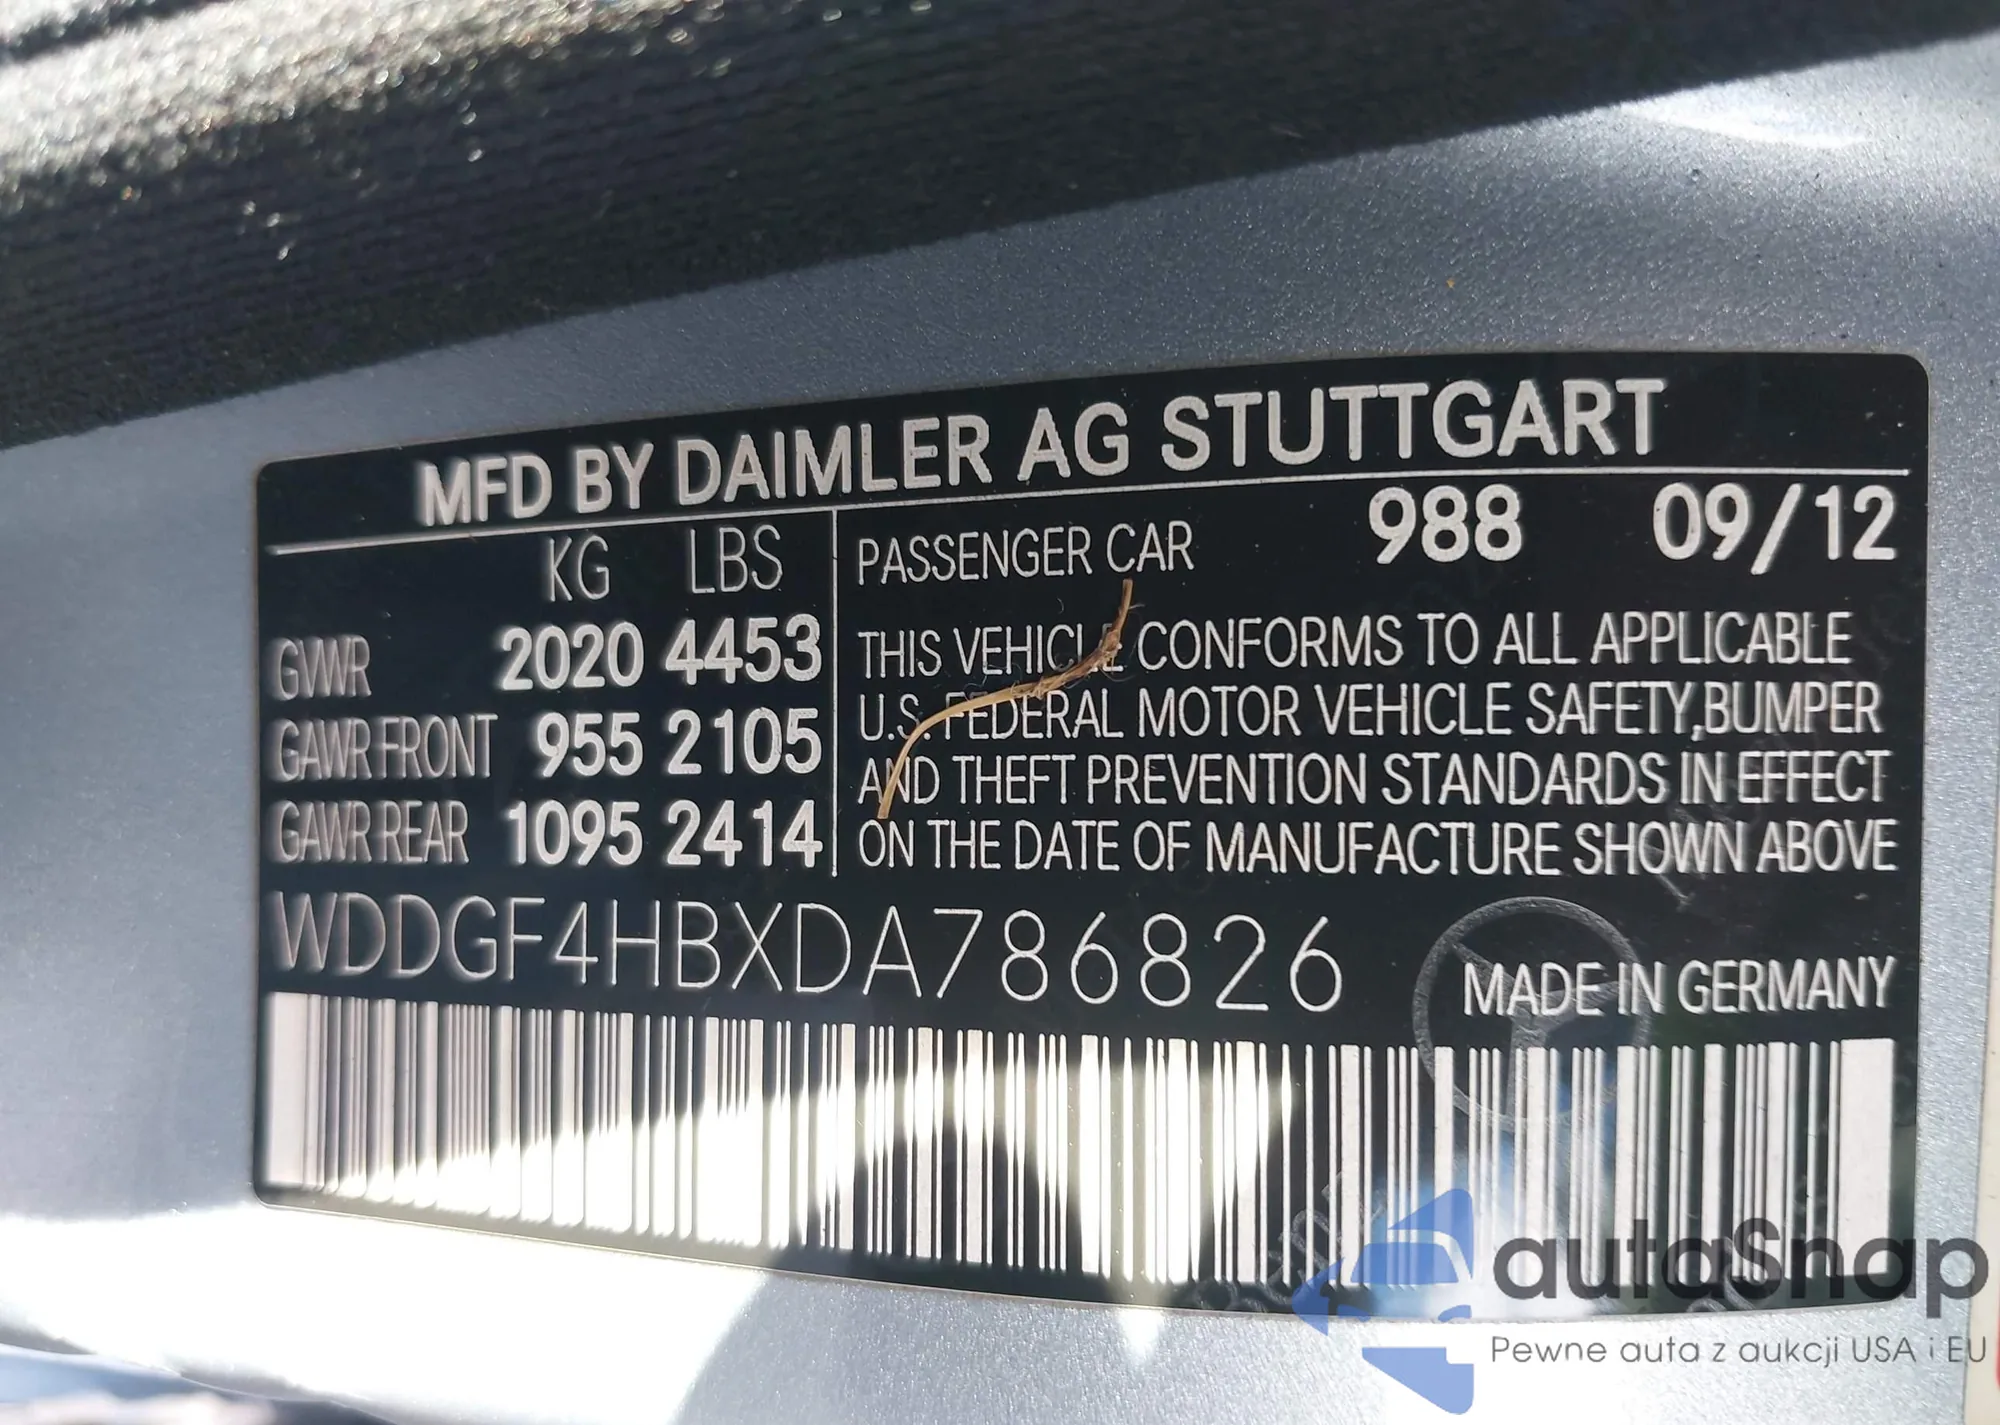 MFD BY DAIMLER AG STUTTGART
KG LBS
GVWR 2020 4453
GAWR FRONT 955 2105
GAWR REAR 1095 2414
PASSENGER CAR 988 09/12
THIS VEHICLE CONFORMS TO ALL APPLICABLE
U.S. FEDERAL MOTOR VEHICLE SAFETY,BUMPER
AND THEFT PREVENTION STANDARDS IN EFFECT
ON THE DATE OF MANUFACTURE SHOWN ABOVE
WDDGF4HBXDA786826
MADE IN GERMANY
autaSnap
Pewne auta z aukcji USA i EU